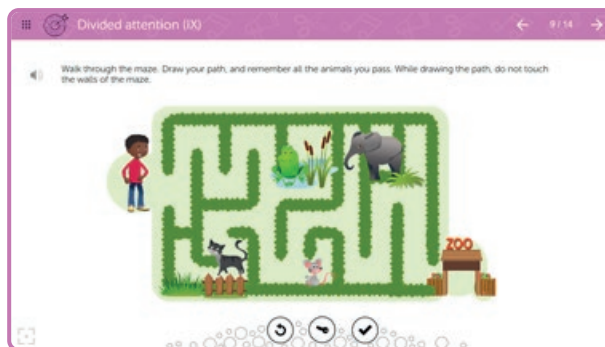 Divided attention (IX)
9 / 14
Walk through the maze. Draw your path, and remember all the animals you pass. While drawing the path, do not touch
the walls of the maze.
ZOO